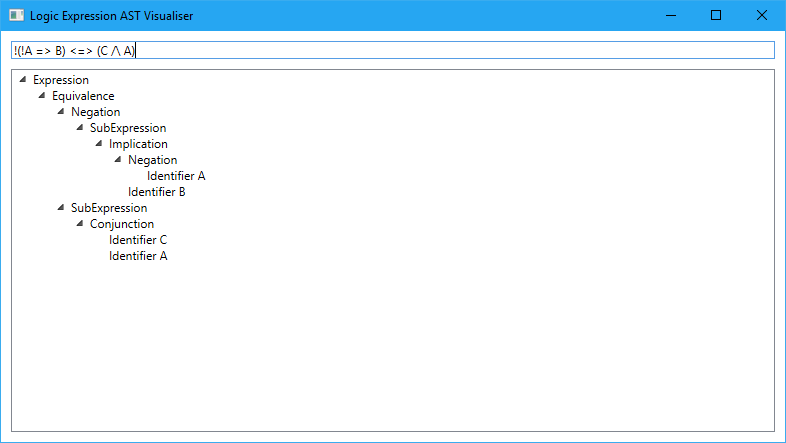 Logic Expression AST Visualiser
!(!A => B) <=> (C /\ A)
Expression
Equivalence
Negation
SubExpression
Implication
Negation
Identifier A
Identifier B
SubExpression
Conjunction
Identifier C
Identifier A